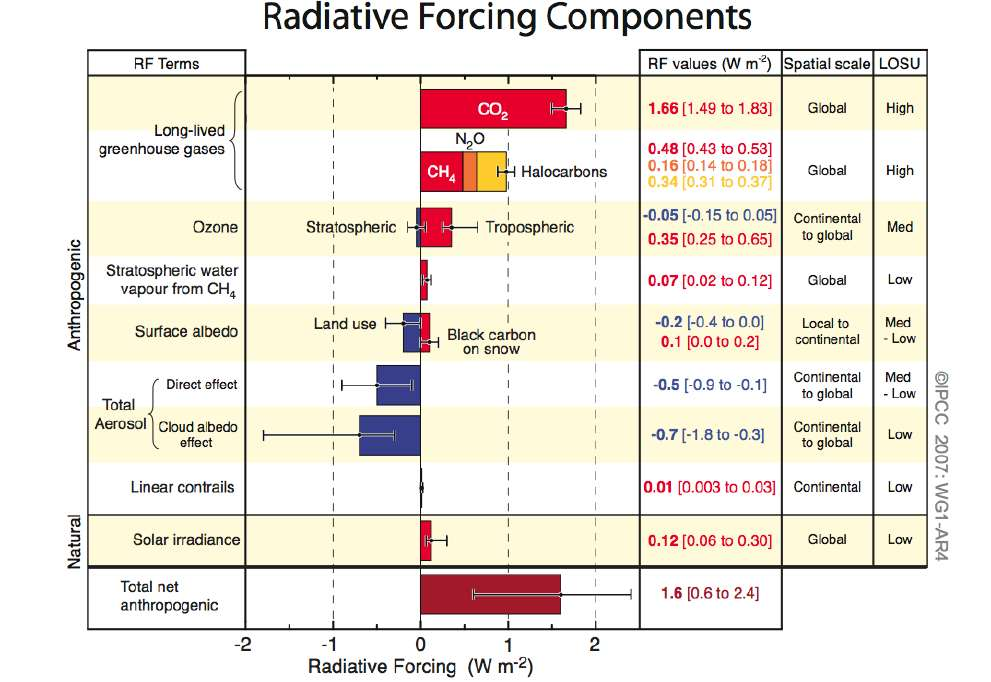 Radiative Forcing Components
RF Terms
RF values (W m-2)
Spatial scale
LOSU
Anthropogenic
Natural
Long-lived
greenhouse gases
CO2
1.66 [1.49 to 1.83]
Global
High
N2O
CH4
Halocarbons
0.48 [0.43 to 0.53]
0.16 [0.14 to 0.18]
0.34 [0.31 to 0.37]
Global
High
Ozone
Stratospheric
Tropospheric
-0.05 [-0.15 to 0.05]
0.35 [0.25 to 0.65]
Continental
to global
Med
Stratospheric water
vapour from CH4
0.07 [0.02 to 0.12]
Global
Low
Surface albedo
Land use
Black carbon
on snow
-0.2 [-0.4 to 0.0]
0.1 [0.0 to 0.2]
Local to
continental
Med
- Low
Total
Aerosol
Direct effect
-0.5 [-0.9 to -0.1]
Continental
to global
Med
- Low
Cloud albedo
effect
-0.7 [-1.8 to -0.3]
Continental
to global
Low
Linear contrails
0.01 [0.003 to 0.03]
Continental
Low
Solar irradiance
0.12 [0.06 to 0.30]
Global
Low
Total net
anthropogenic
1.6 [0.6 to 2.4]
-2 -1 0 1 2
Radiative Forcing (W m-2)
©IPCC 2007: WG1-AR4